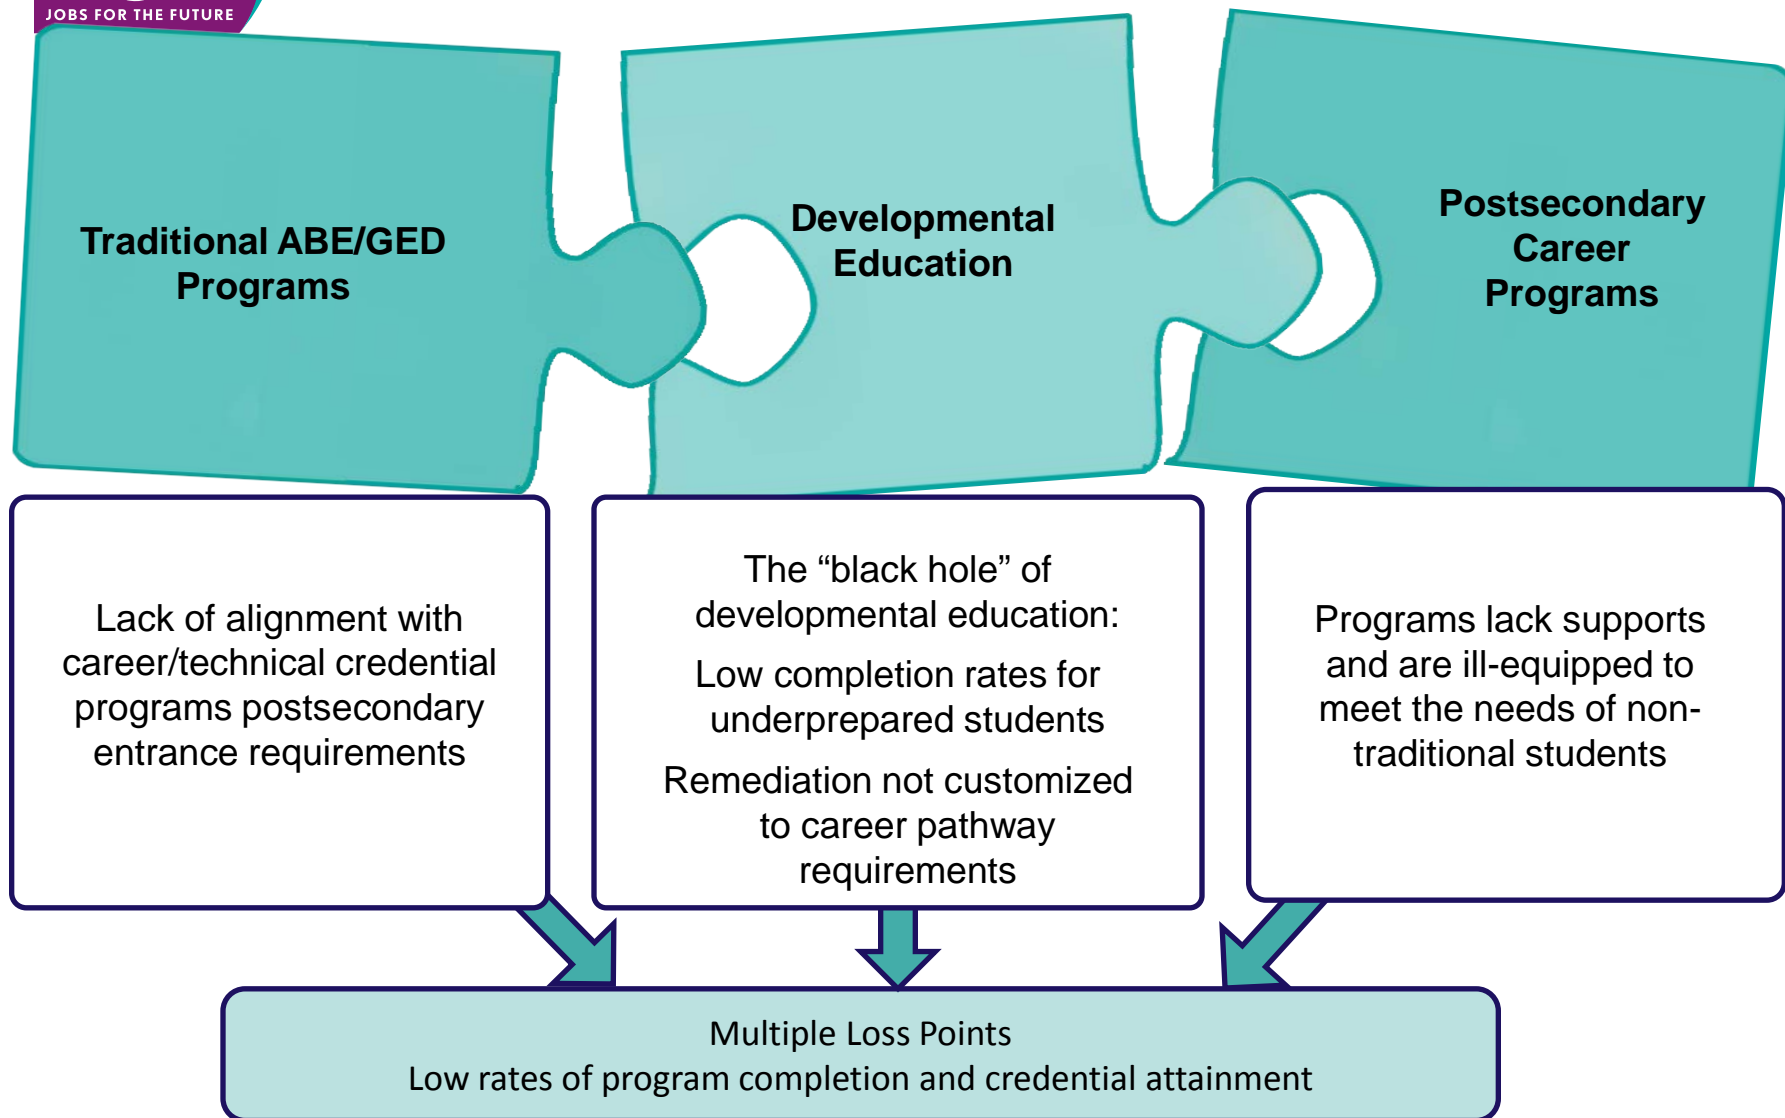 JOBS FOR THE FUTURE
Traditional ABE/GED
Programs
Developmental
Education
Postsecondary
Career
Programs
Lack of alignment with
career/technical credential
programs postsecondary
entrance requirements
The “black hole” of
developmental education:
Low completion rates for
underprepared students
Remediation not customized
to career pathway
requirements
Programs lack supports
and are ill-equipped to
meet the needs of non-
traditional students
Multiple Loss Points
Low rates of program completion and credential attainment